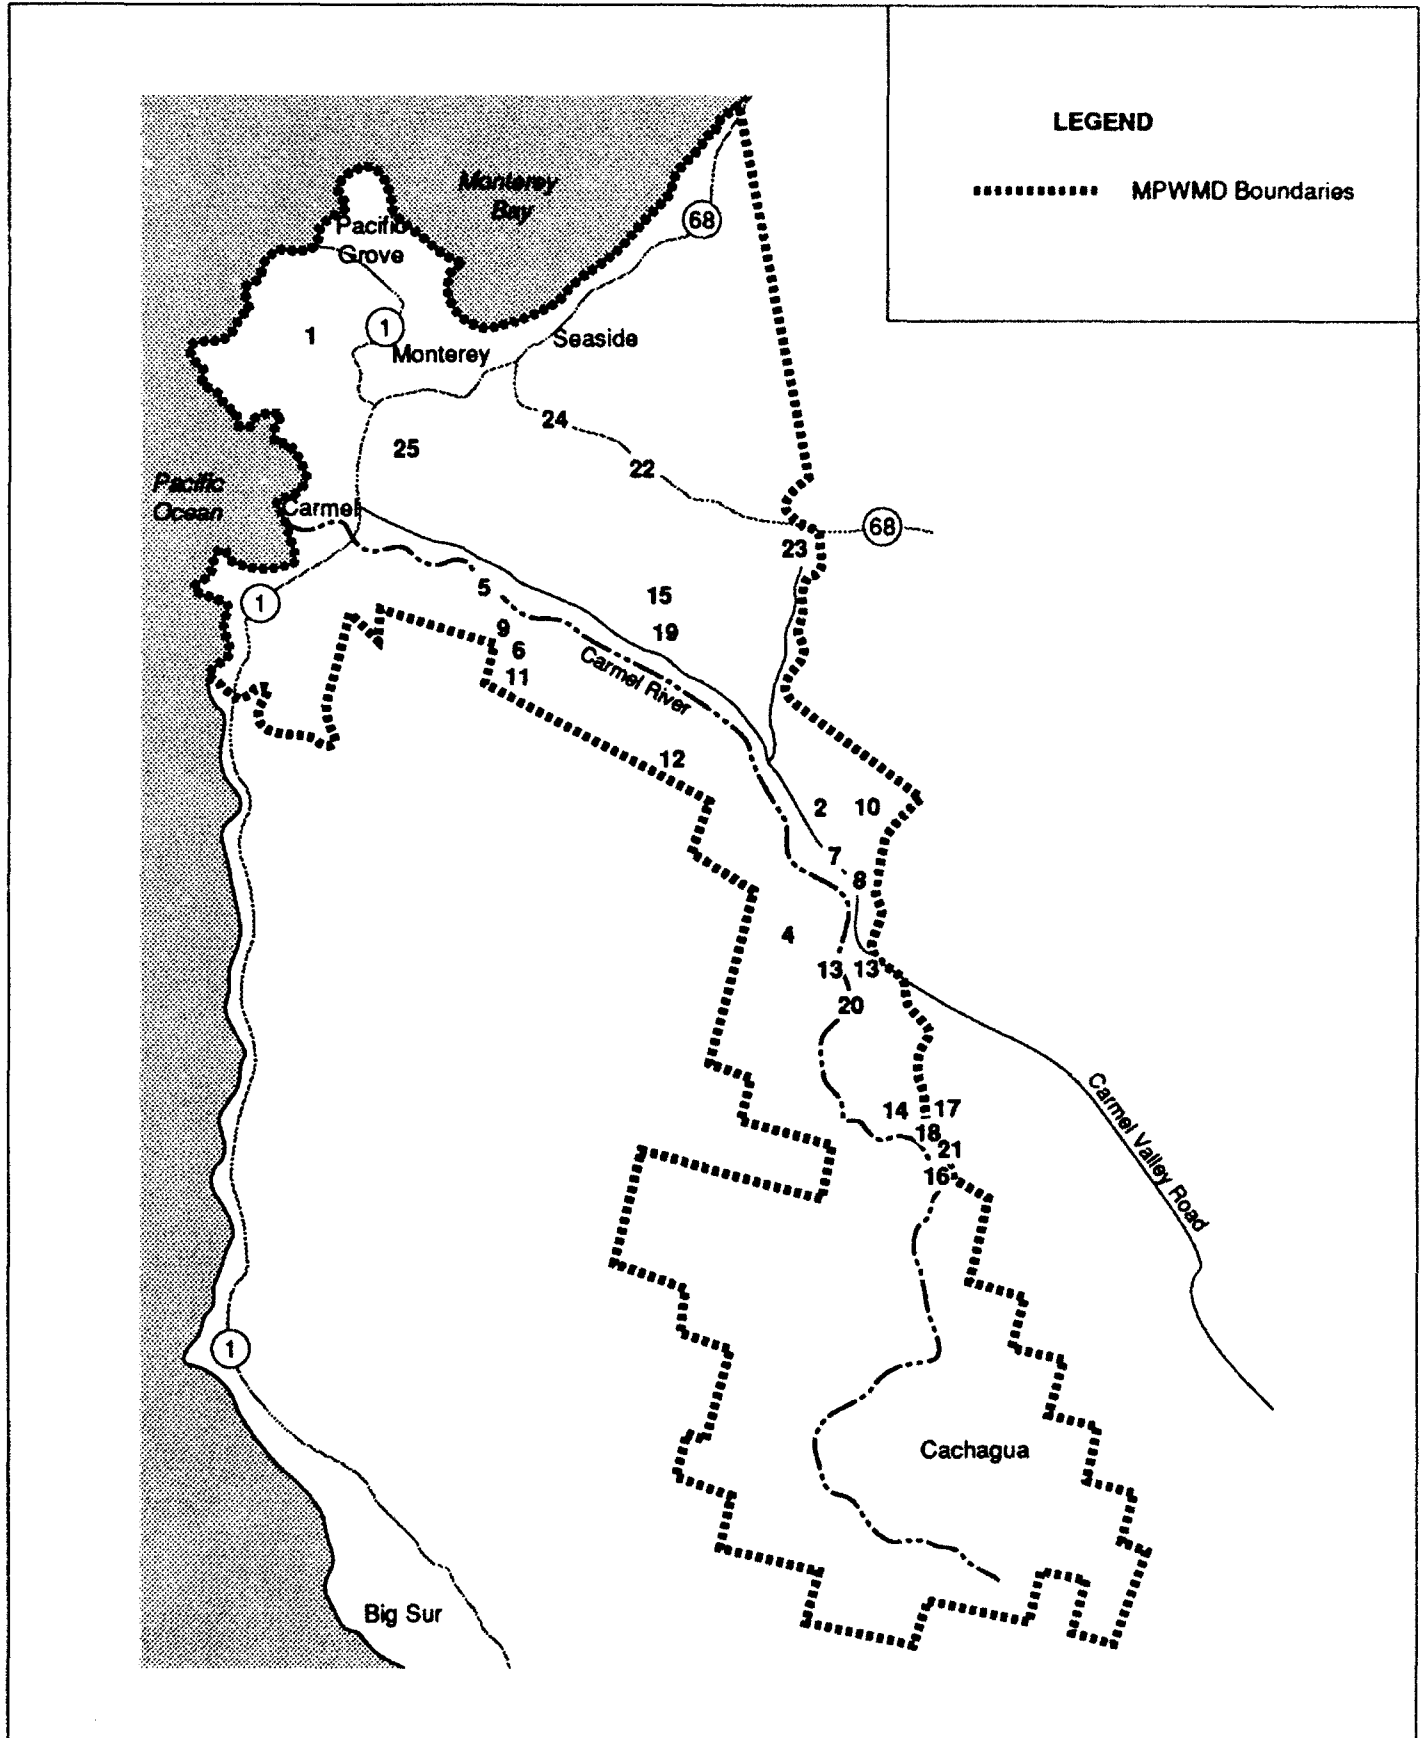 LEGEND
MPWMD Boundaries
Monterey
Bay
68
Pacific
Grove
1
1
Monterey
Seaside
24
25
22
Pacific
Ocean
Carmel
68
23
5
15
1
9
19
6
Carmel River
11
12
2
10
7
8
4
13
13
20
Carmel Valley Road
14
17
18
21
16
1
Cachagua
Big Sur